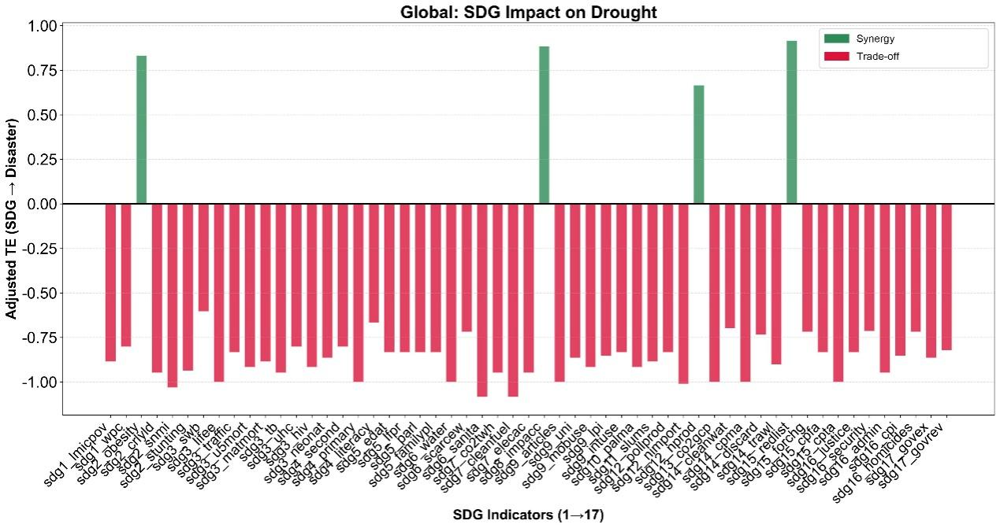 Global: SDG Impact on Drought
Adjusted TE (SDG → Disaster)
1.00
0.75
0.50
0.25
0.00
-0.25
-0.50
-0.75
-1.00
Synergy
Trade-off
sdg1_lmicpov
sdg1_wpc
sdg2_obesity
sdg2_crlyld
sdg2_snmi
sdg2_stunting
sdg3_swb
sdg3_lifee
sdg3_traffic
sdg3_u5mort
sdg3_matmort
sdg3_tb
sdg3_uhc
sdg3_hiv
sdg3_neonat
sdg4_second
sdg4_primary
sdg4_literacy
sdg5_edat
sdg5_lfpr
sdg5_parl
sdg5_familypl
sdg6_water
sdg6_scarcew
sdg6_sanita
sdg7_co2twh
sdg7_cleanfuel
sdg7_elecac
sdg8_impacc
sdg9_articles
sdg9_uni
sdg9_mobuse
sdg9_lpi
sdg9_intuse
sdg10_palma
sdg11_slums
sdg12_pollprod
sdg12_nimport
sdg12_nprod
sdg13_co2gcp
sdg14_cleanwat
sdg14_cpma
sdg14_discard
sdg14_trawl
sdg15_redlist
sdg15_forchg
sdg15_cpfa
sdg15_cpta
sdg16_justice
sdg16_security
sdg16_admin
sdg16_cpi
sdg16_homicides
sdg17_govex
sdg17_govrev
SDG Indicators (1→17)